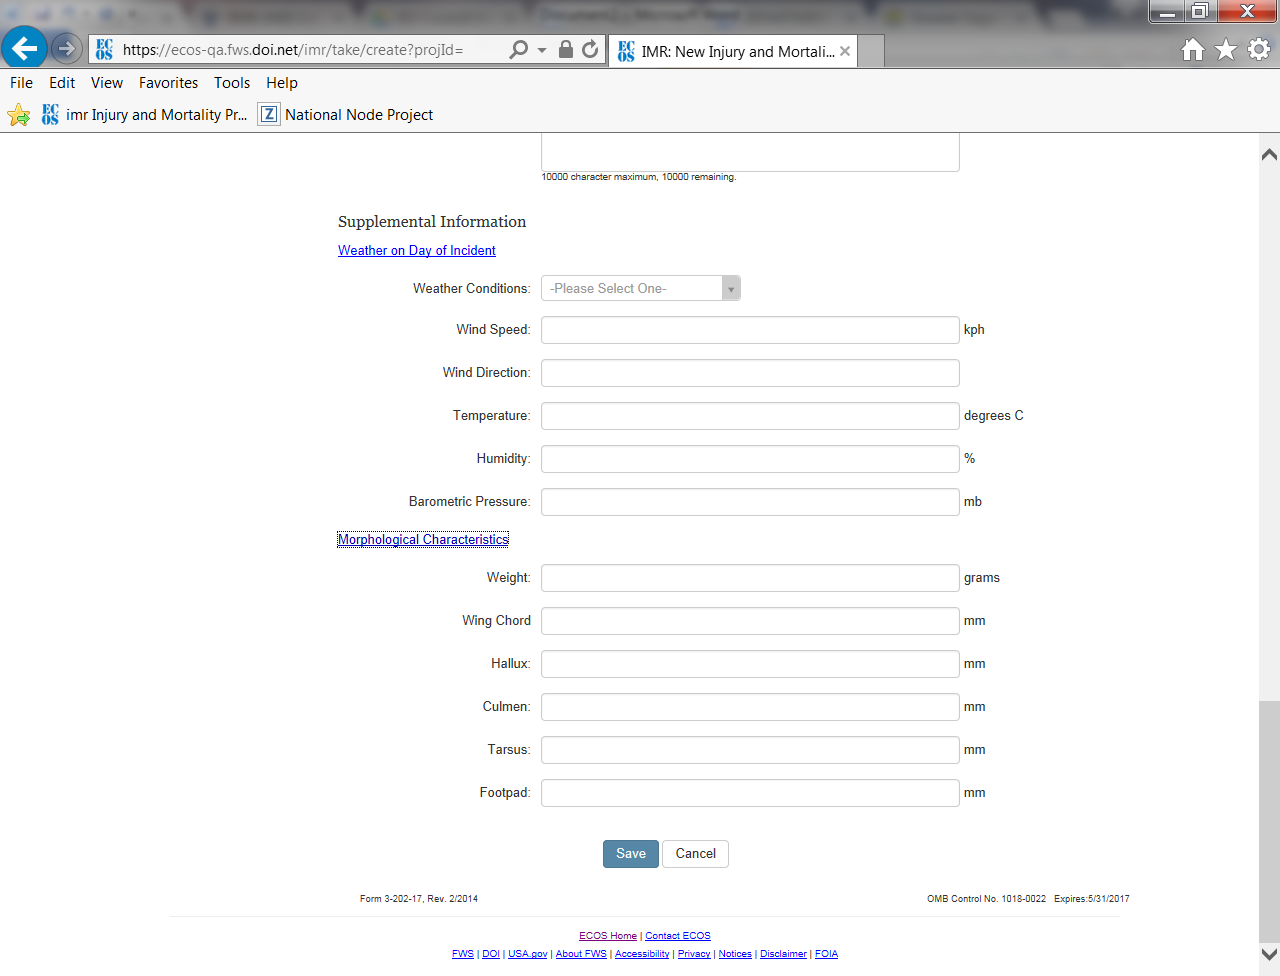 https://ecos-qa.fws.doi.net/imr/take/create?projId=
EC OS IMR: New Injury and Mortali...
File Edit View Favorites Tools Help
EC OS imr Injury and Mortality Pr... Z National Node Project
10000 character maximum, 10000 remaining.
Supplemental Information
Weather on Day of Incident
Weather Conditions: -Please Select One-
Wind Speed: kph
Wind Direction:
Temperature: degrees C
Humidity: %
Barometric Pressure: mb
Morphological Characteristics
Weight: grams
Wing Chord mm
Hallux: mm
Culmen: mm
Tarsus: mm
Footpad: mm
Save Cancel
Form 3-202-17, Rev. 2/2014 OMB Control No. 1018-0022 Expires:5/31/2017
ECOS Home | Contact ECOS
FWS | DOI | USA.gov | About FWS | Accessibility | Privacy | Notices | Disclaimer | FOIA